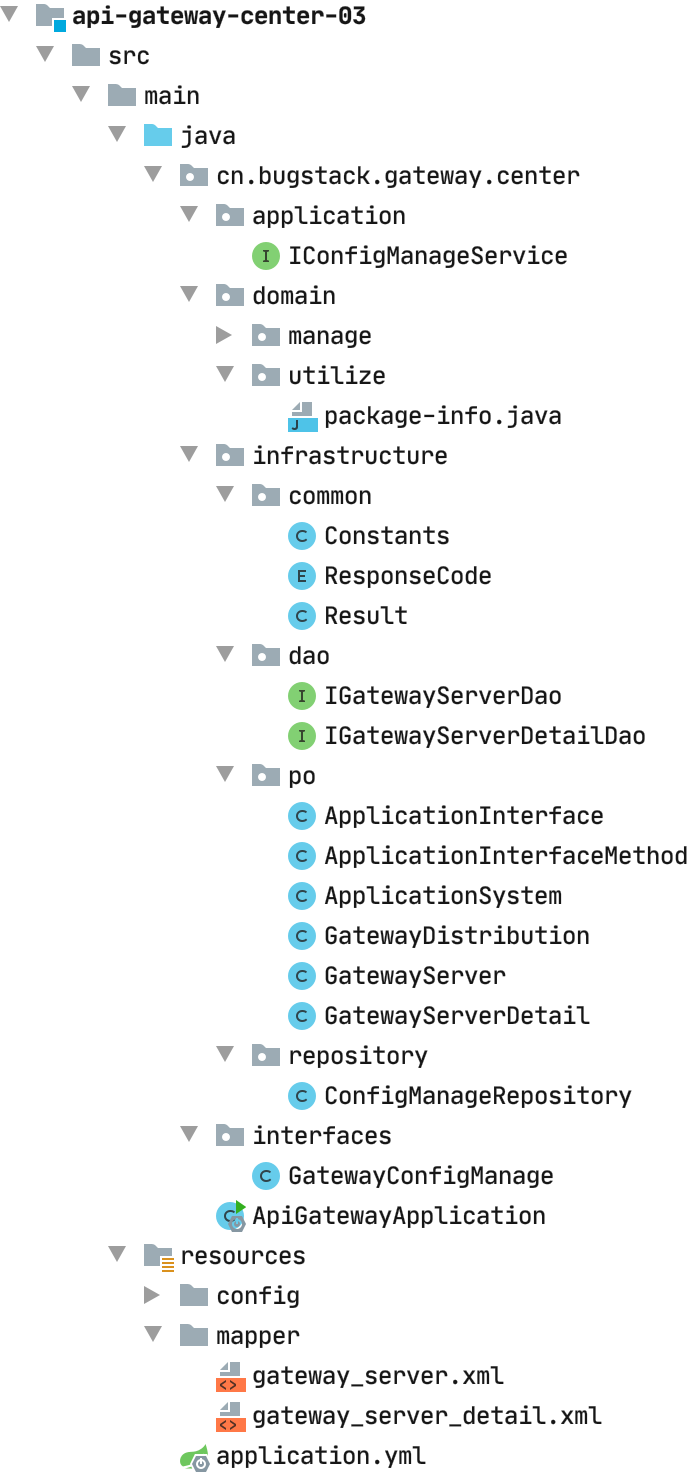 api-gateway-center-03
src
main
java
cn.bugstack.gateway.center
application
I IConfigManageService
domain
manage
utilize
J package-info.java
infrastructure
common
C Constants
E ResponseCode
C Result
dao
I IGatewayServerDao
I IGatewayServerDetailDao
po
C ApplicationInterface
C ApplicationInterfaceMethod
C ApplicationSystem
C GatewayDistribution
C GatewayServer
C GatewayServerDetail
repository
C ConfigManageRepository
interfaces
C GatewayConfigManage
C ApiGatewayApplication
resources
config
mapper
<> gateway_server.xml
<> gateway_server_detail.xml
application.yml